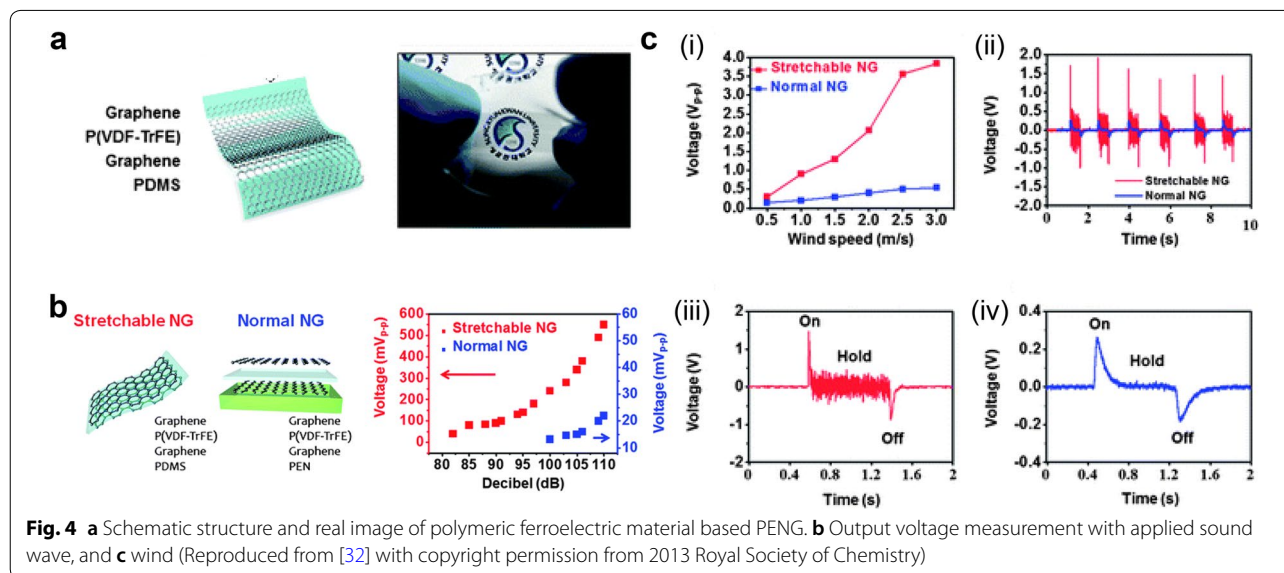 a
Graphene
P(VDF-TrFE)
Graphene
PDMS
SUNGKYUNKWAN UNIVERSITY
b
Stretchable NG
Normal NG
Graphene
P(VDF-TrFE)
Graphene
PDMS
Graphene
P(VDF-TrFE)
Graphene
PEN
Voltage (mVp-p)
600
500
400
300
200
100
0
Stretchable NG
Normal NG
60
50
40
30
20
10
Voltage (mVp-p)
80 85 90 95 100 105 110
Decibel (dB)
c
(i)
Voltage (Vp-p)
4.0
3.5
3.0
2.5
2.0
1.5
1.0
0.5
0.0
Stretchable NG
Normal NG
0.5 1.0 1.5 2.0 2.5 3.0
Wind speed (m/s)
(ii)
Voltage (V)
2.0
1.5
1.0
0.5
0.0
-0.5
-1.0
-1.5
-2.0
Stretchable NG
Normal NG
0 2 4 6 8 10
Time (s)
(iii)
Voltage (V)
2
1
0
-1
-2
On
Hold
Off
0 0.4 0.8 1.2 1.6 2
Time (s)
(iv)
Voltage (V)
0.4
0.2
0.0
-0.2
-0.4
On
Hold
Off
0 0.4 0.8 1.2 1.6 2
Time (s)
Fig. 4 a Schematic structure and real image of polymeric ferroelectric material based PENG. b Output voltage measurement with applied sound
wave, and c wind (Reproduced from [32] with copyright permission from 2013 Royal Society of Chemistry)